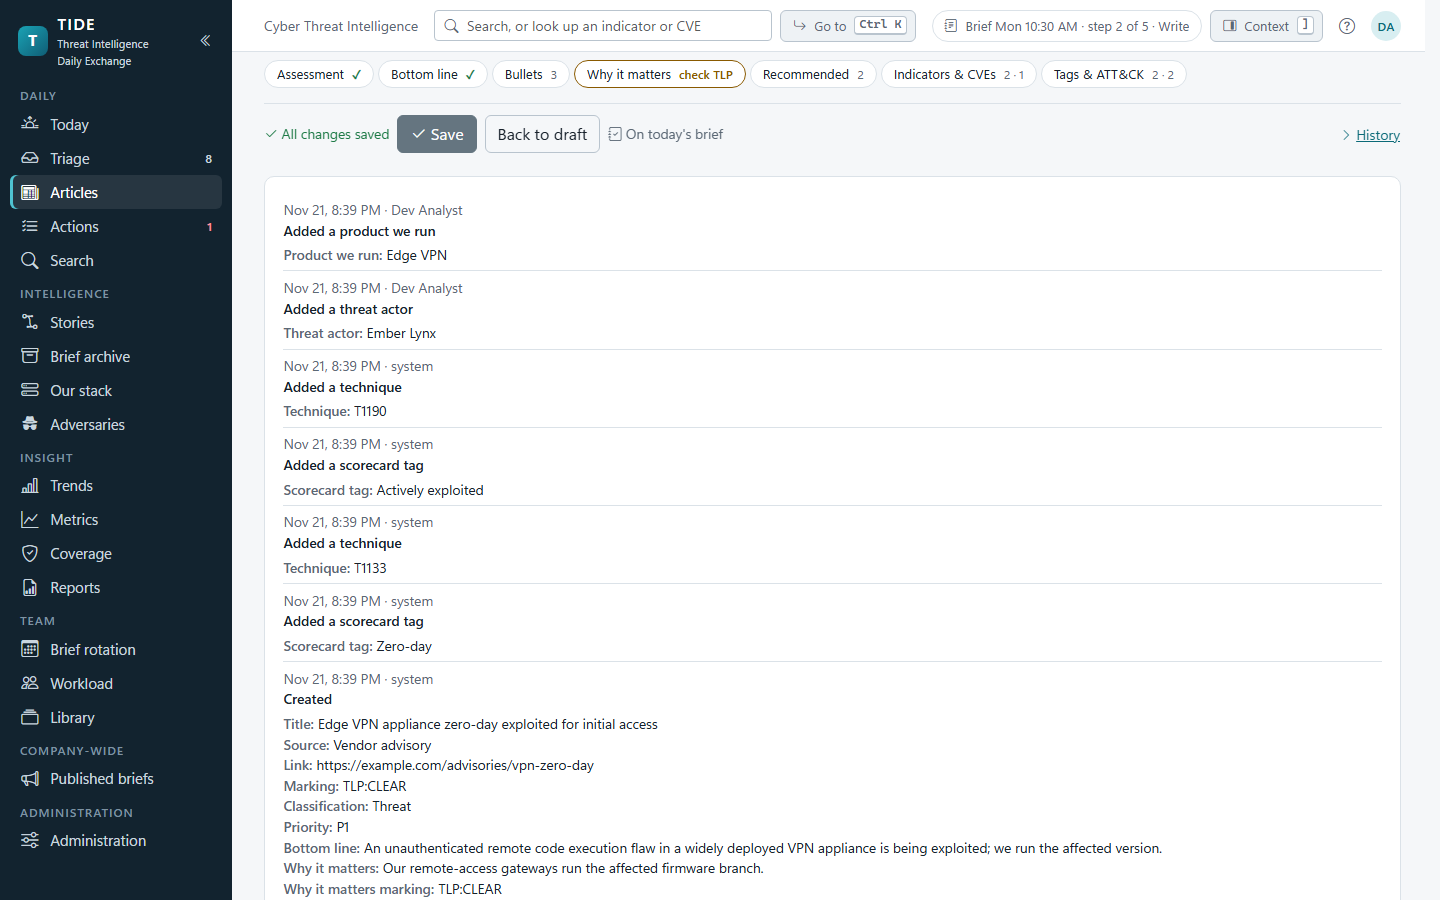 T
TIDE
Threat Intelligence
Daily Exchange
DAILY
Today
Triage 8
Articles
Actions 1
Search
INTELLIGENCE
Stories
Brief archive
Our stack
Adversaries
INSIGHT
Trends
Metrics
Coverage
Reports
TEAM
Brief rotation
Workload
Library
COMPANY-WIDE
Published briefs
ADMINISTRATION
Administration
Cyber Threat Intelligence
Search, or look up an indicator or CVE
Go to Ctrl K
Brief Mon 10:30 AM · step 2 of 5 · Write
Context ]
DA
Assessment ✓
Bottom line ✓
Bullets 3
Why it matters check TLP
Recommended 2
Indicators & CVEs 2 · 1
Tags & ATT&CK 2 · 2
All changes saved
Save
Back to draft
On today's brief
History
Nov 21, 8:39 PM · Dev Analyst
Added a product we run
Product we run: Edge VPN
Nov 21, 8:39 PM · Dev Analyst
Added a threat actor
Threat actor: Ember Lynx
Nov 21, 8:39 PM · system
Added a technique
Technique: T1190
Nov 21, 8:39 PM · system
Added a scorecard tag
Scorecard tag: Actively exploited
Nov 21, 8:39 PM · system
Added a technique
Technique: T1133
Nov 21, 8:39 PM · system
Added a scorecard tag
Scorecard tag: Zero-day
Nov 21, 8:39 PM · system
Created
Title: Edge VPN appliance zero-day exploited for initial access
Source: Vendor advisory
Link: https://example.com/advisories/vpn-zero-day
Marking: TLP:CLEAR
Classification: Threat
Priority: P1
Bottom line: An unauthenticated remote code execution flaw in a widely deployed VPN appliance is being exploited; we run the affected version.
Why it matters: Our remote-access gateways run the affected firmware branch.
Why it matters marking: TLP:CLEAR